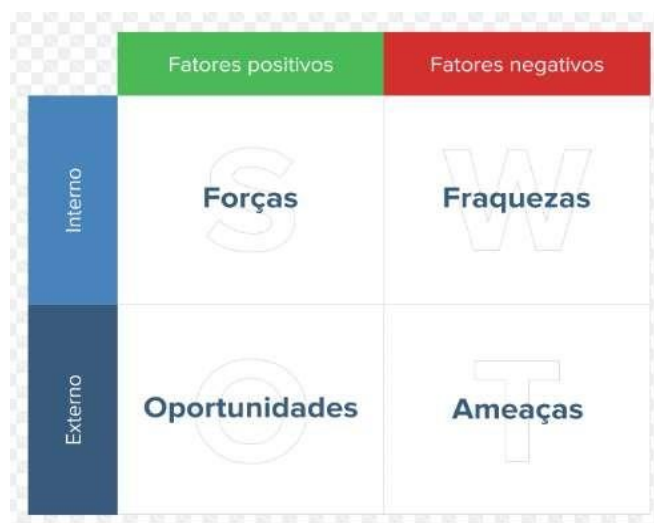 Fatores positivos
Fatores negativos
Interno
S
Forças
W
Fraquezas
Externo
O
Oportunidades
T
Ameaças